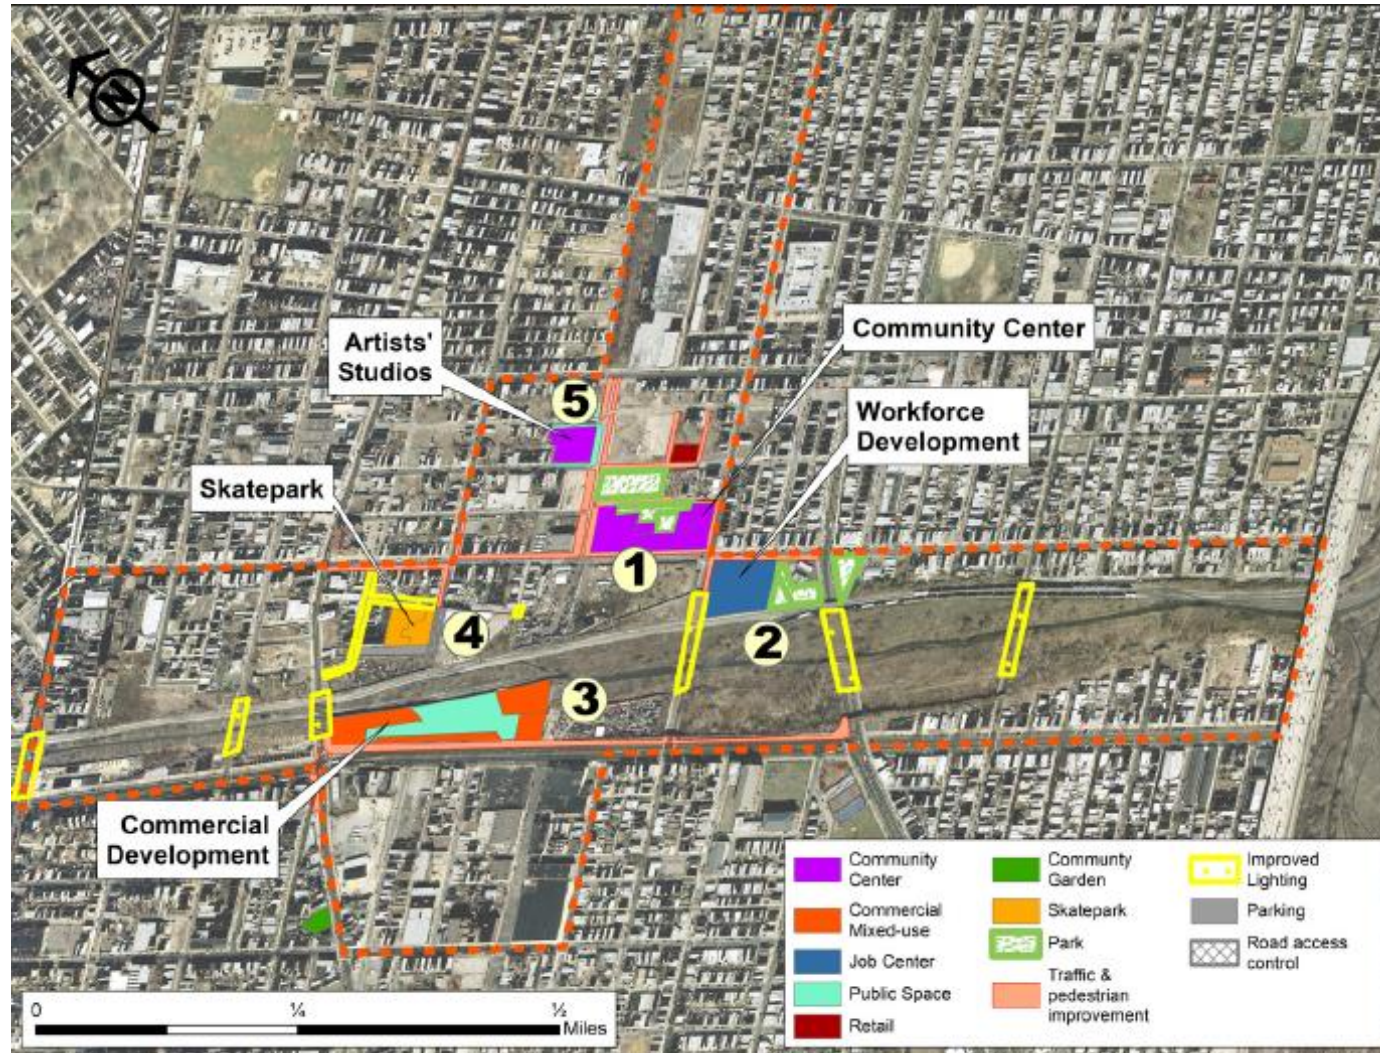 N
Community Center
Artists'
Studios
5
Workforce
Development
Skatepark
1
4
2
3
Commercial
Development
Community
Center
Commercial
Mixed-use
Job Center
Public Space
Retail
Communty
Garden
Skatepark
Park
Traffic &
pedestrian
improvement
Improved
Lighting
Parking
Road access
control
0
¼
½
Miles